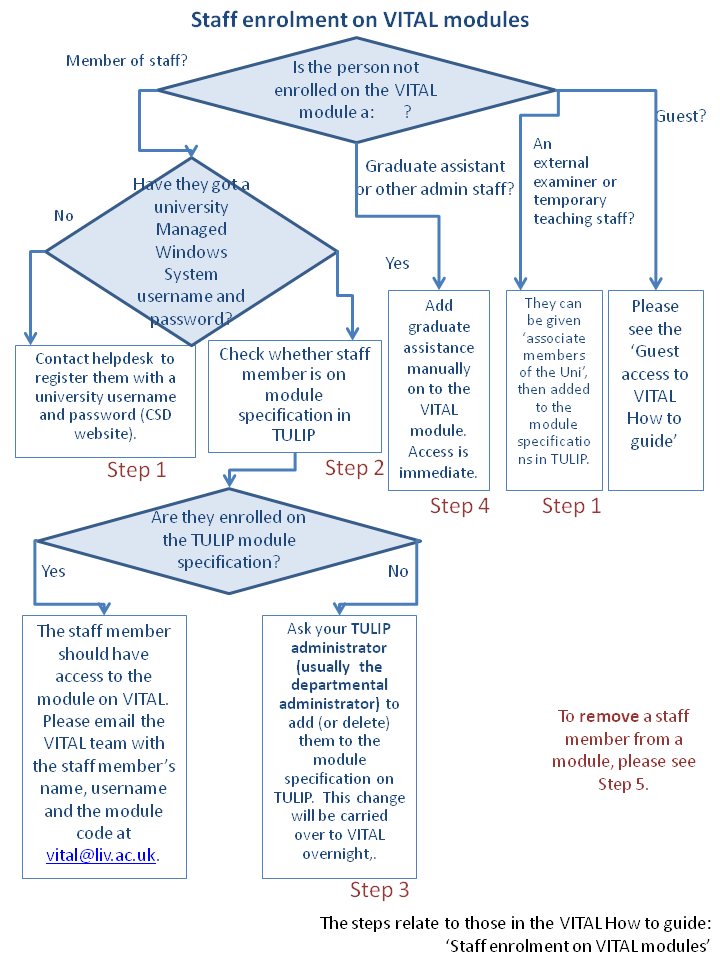 Staff enrolment on VITAL modules
Member of staff?
Is the person not
enrolled on the VITAL
module a: ?
Guest?
An
external
examiner or
temporary
teaching staff?
Graduate assistant
or other admin staff?
Have they got a
university
Managed
Windows
System
username and
password?
No
Yes
Contact helpdesk to
register them with a
university username
and password (CSD
website).
Step 1
Check whether staff
member is on
module
specification in
TULIP
Step 2
Add
graduate
assistance
manually
on to the
VITAL
module.
Access is
immediate.
Step 4
They can
be given
‘associate
members
of the Uni’,
then added
to the
module
specificatio
ns in TULIP.
Step 1
Please
see the
‘Guest
access to
VITAL
How to
guide’
Are they enrolled on
the TULIP module
specification?
Yes
No
The staff member
should have
access to the
module on VITAL.
Please email the
VITAL team with
the staff member’s
name, username
and the module
code at
vital@liv.ac.uk.
Ask your TULIP
administrator
(usually the
departmental
administrator) to
add (or delete)
them to the
module
specification on
TULIP. This change
will be carried
over to VITAL
overnight,.
Step 3
To remove a staff
member from a
module, please see
Step 5.
The steps relate to those in the VITAL How to guide:
‘Staff enrolment on VITAL modules’